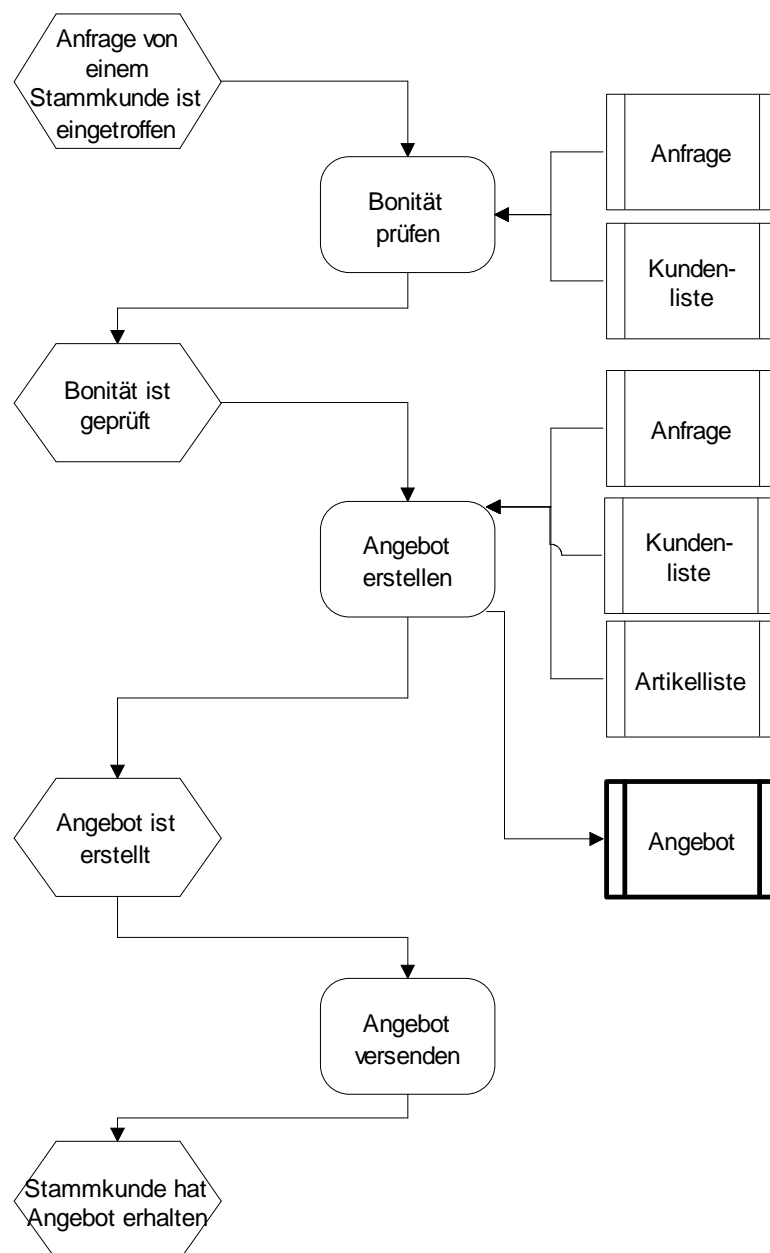 Anfrage von
einem
Stammkunde ist
eingetroffen
Bonität
prüfen
Anfrage
Kunden-
liste
Bonität ist
geprüft
Anfrage
Angebot
erstellen
Kunden-
liste
Artikelliste
Angebot ist
erstellt
Angebot
Angebot
versenden
Stammkunde hat
Angebot erhalten